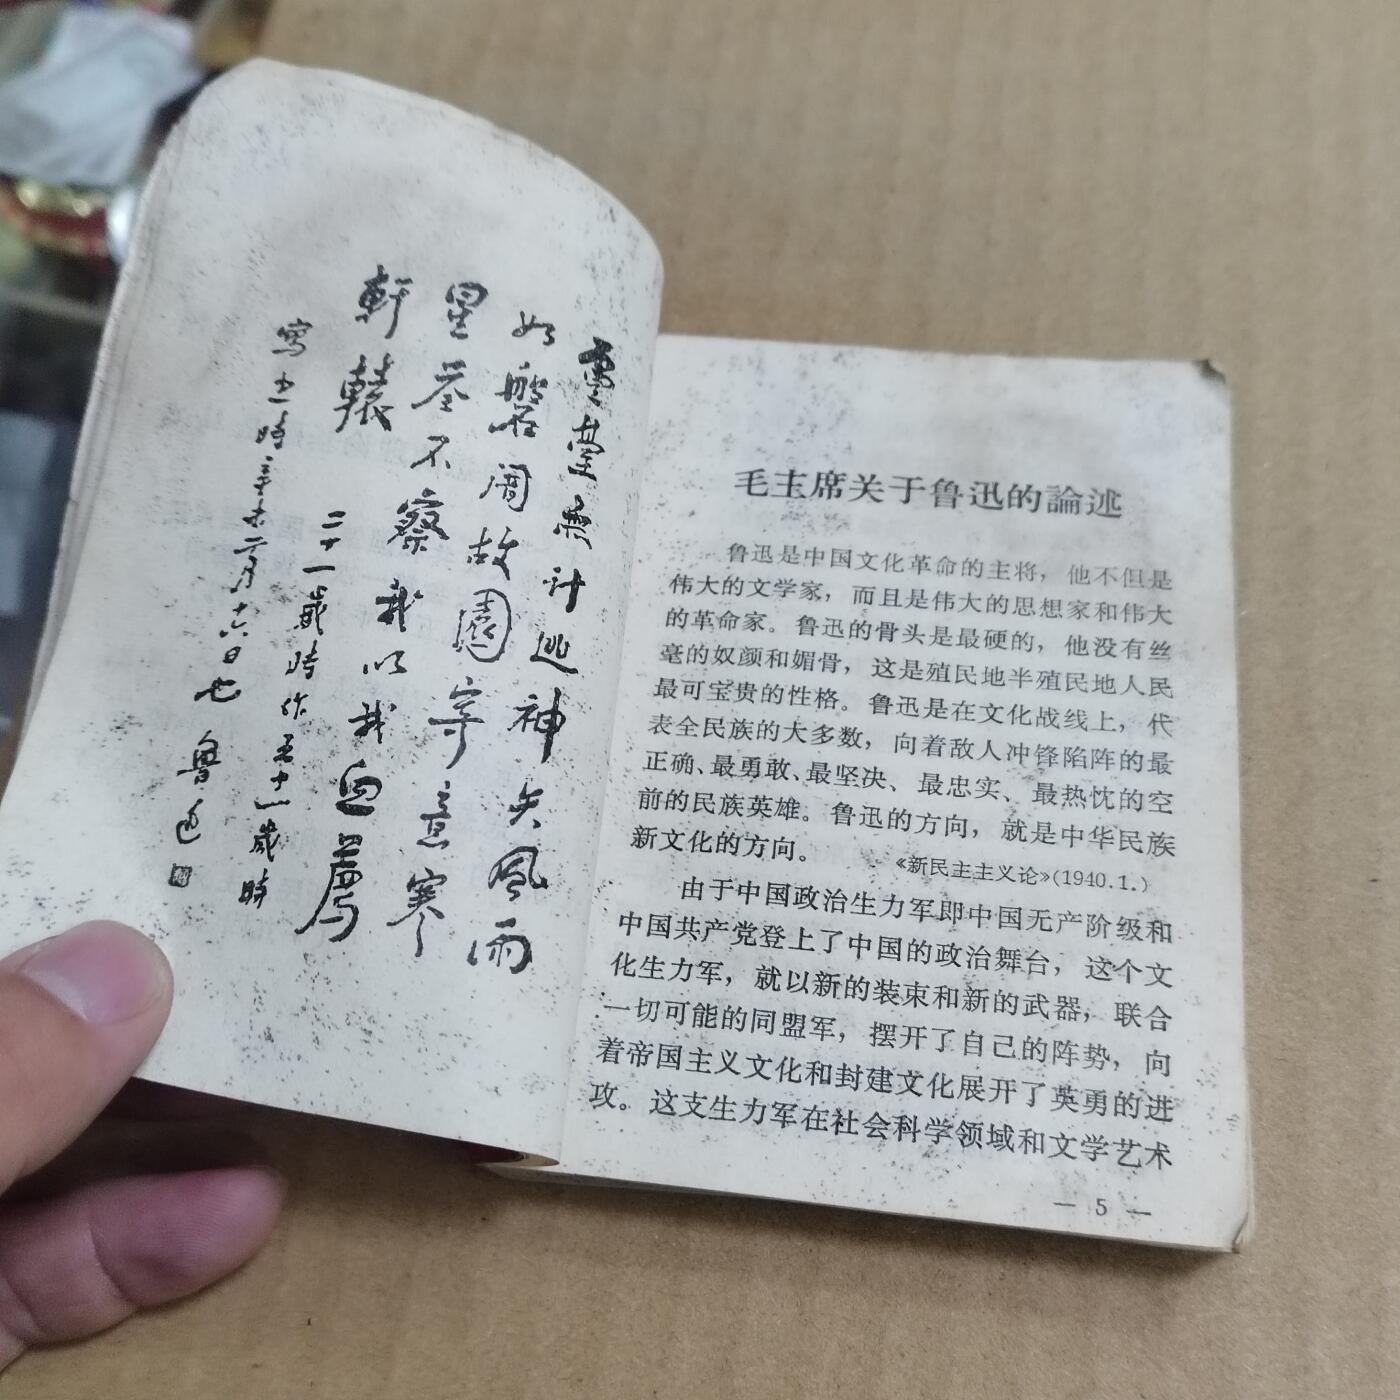 靈臺無計逃神矢風雨
如磐闇故園寄意寒
星荃不察我以我血薦
軒轅 二十一歲時作五十一歲時
寫之時辛未二月十六日也 魯迅
毛主席关于鲁迅的論述
鲁迅是中国文化革命的主将，他不但是
伟大的文学家，而且是伟大的思想家和伟大
的革命家。鲁迅的骨头是最硬的，他没有丝
毫的奴颜和媚骨，这是殖民地半殖民地人民
最可宝贵的性格。鲁迅是在文化战线上，代
表全民族的大多数，向着敌人冲锋陷阵的最
正确、最勇敢、最坚决、最忠实、最热忱的空
前的民族英雄。鲁迅的方向，就是中华民族
新文化的方向。
《新民主主义论》(1940.1.)
由于中国政治生力军即中国无产阶级和
中国共产党登上了中国的政治舞台，这个文
化生力军，就以新的装束和新的武器，联合
一切可能的同盟军，摆开了自己的阵势，向
着帝国主义文化和封建文化展开了英勇的进
攻。这支生力军在社会科学领域和文学艺术
— 5 —